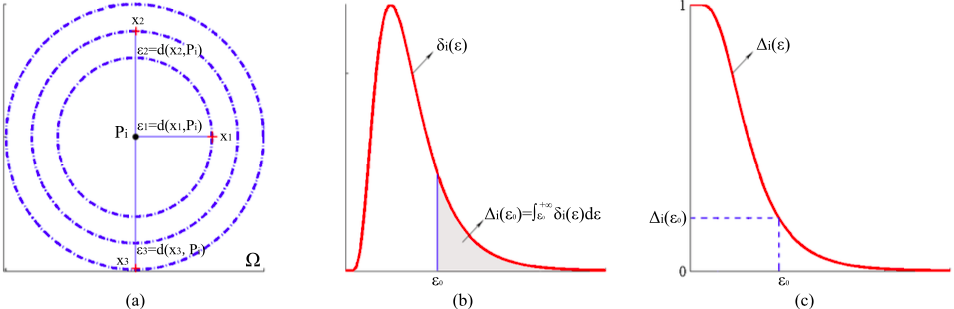 x2
ε2=d(x2,Pi)
Pi
ε1=d(x1,Pi)
x1
ε3=d(x3, Pi)
x3
Ω
(a)
δi(ε)
Δi(ε₀)=∫ε₀+∞ δi(ε)dε
ε₀
(b)
1
Δi(ε)
Δi(ε₀)
0
ε₀
(c)